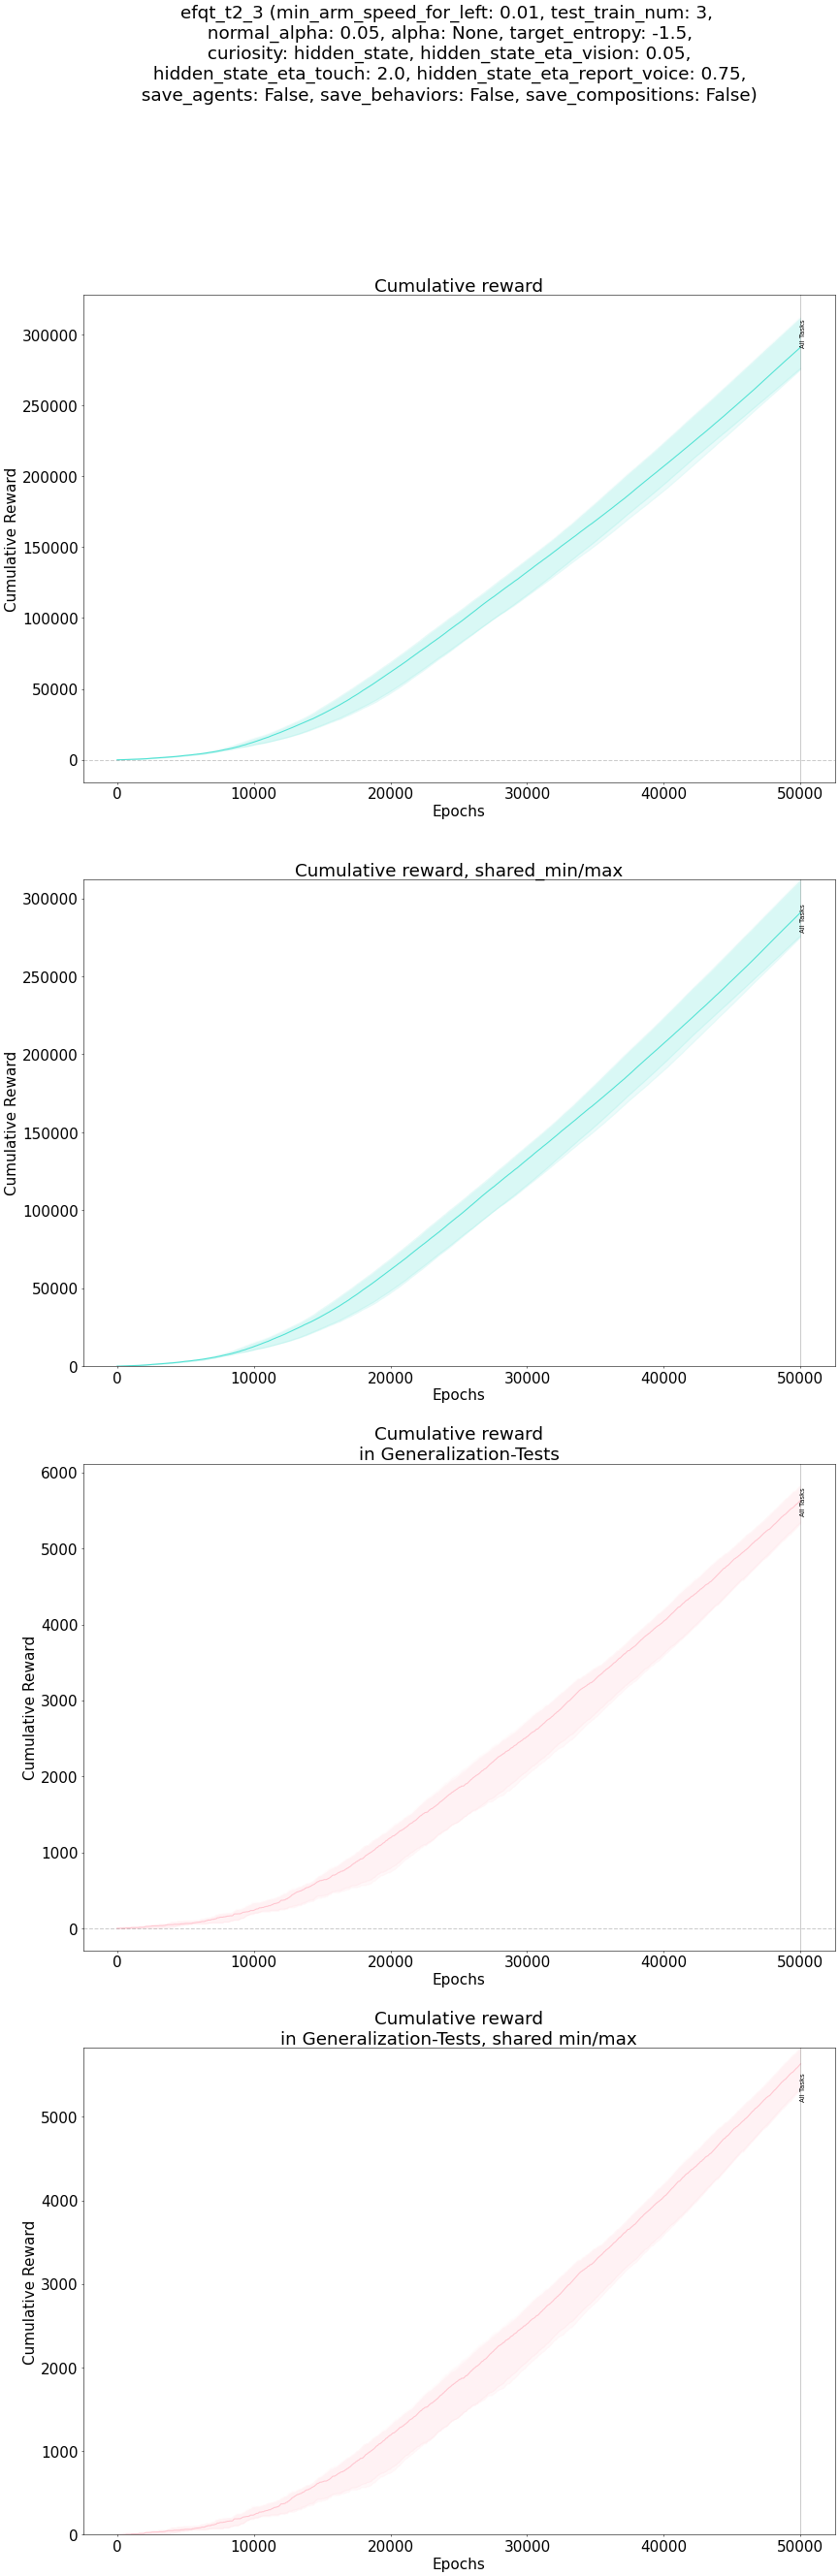 efqt_t2_3 (min_arm_speed_for_left: 0.01, test_train_num: 3,
normal_alpha: 0.05, alpha: None, target_entropy: -1.5,
curiosity: hidden_state, hidden_state_eta_vision: 0.05,
hidden_state_eta_touch: 2.0, hidden_state_eta_report_voice: 0.75,
save_agents: False, save_behaviors: False, save_compositions: False)
Cumulative reward
300000
250000
200000
150000
100000
50000
0
Cumulative Reward
All Tasks
0 10000 20000 30000 40000 50000
Epochs
Cumulative reward, shared_min/max
300000
250000
200000
150000
100000
50000
0
Cumulative Reward
All Tasks
0 10000 20000 30000 40000 50000
Epochs
Cumulative reward
in Generalization-Tests
6000
5000
4000
3000
2000
1000
0
Cumulative Reward
All Tasks
0 10000 20000 30000 40000 50000
Epochs
Cumulative reward
in Generalization-Tests, shared min/max
5000
4000
3000
2000
1000
0
Cumulative Reward
All Tasks
0 10000 20000 30000 40000 50000
Epochs